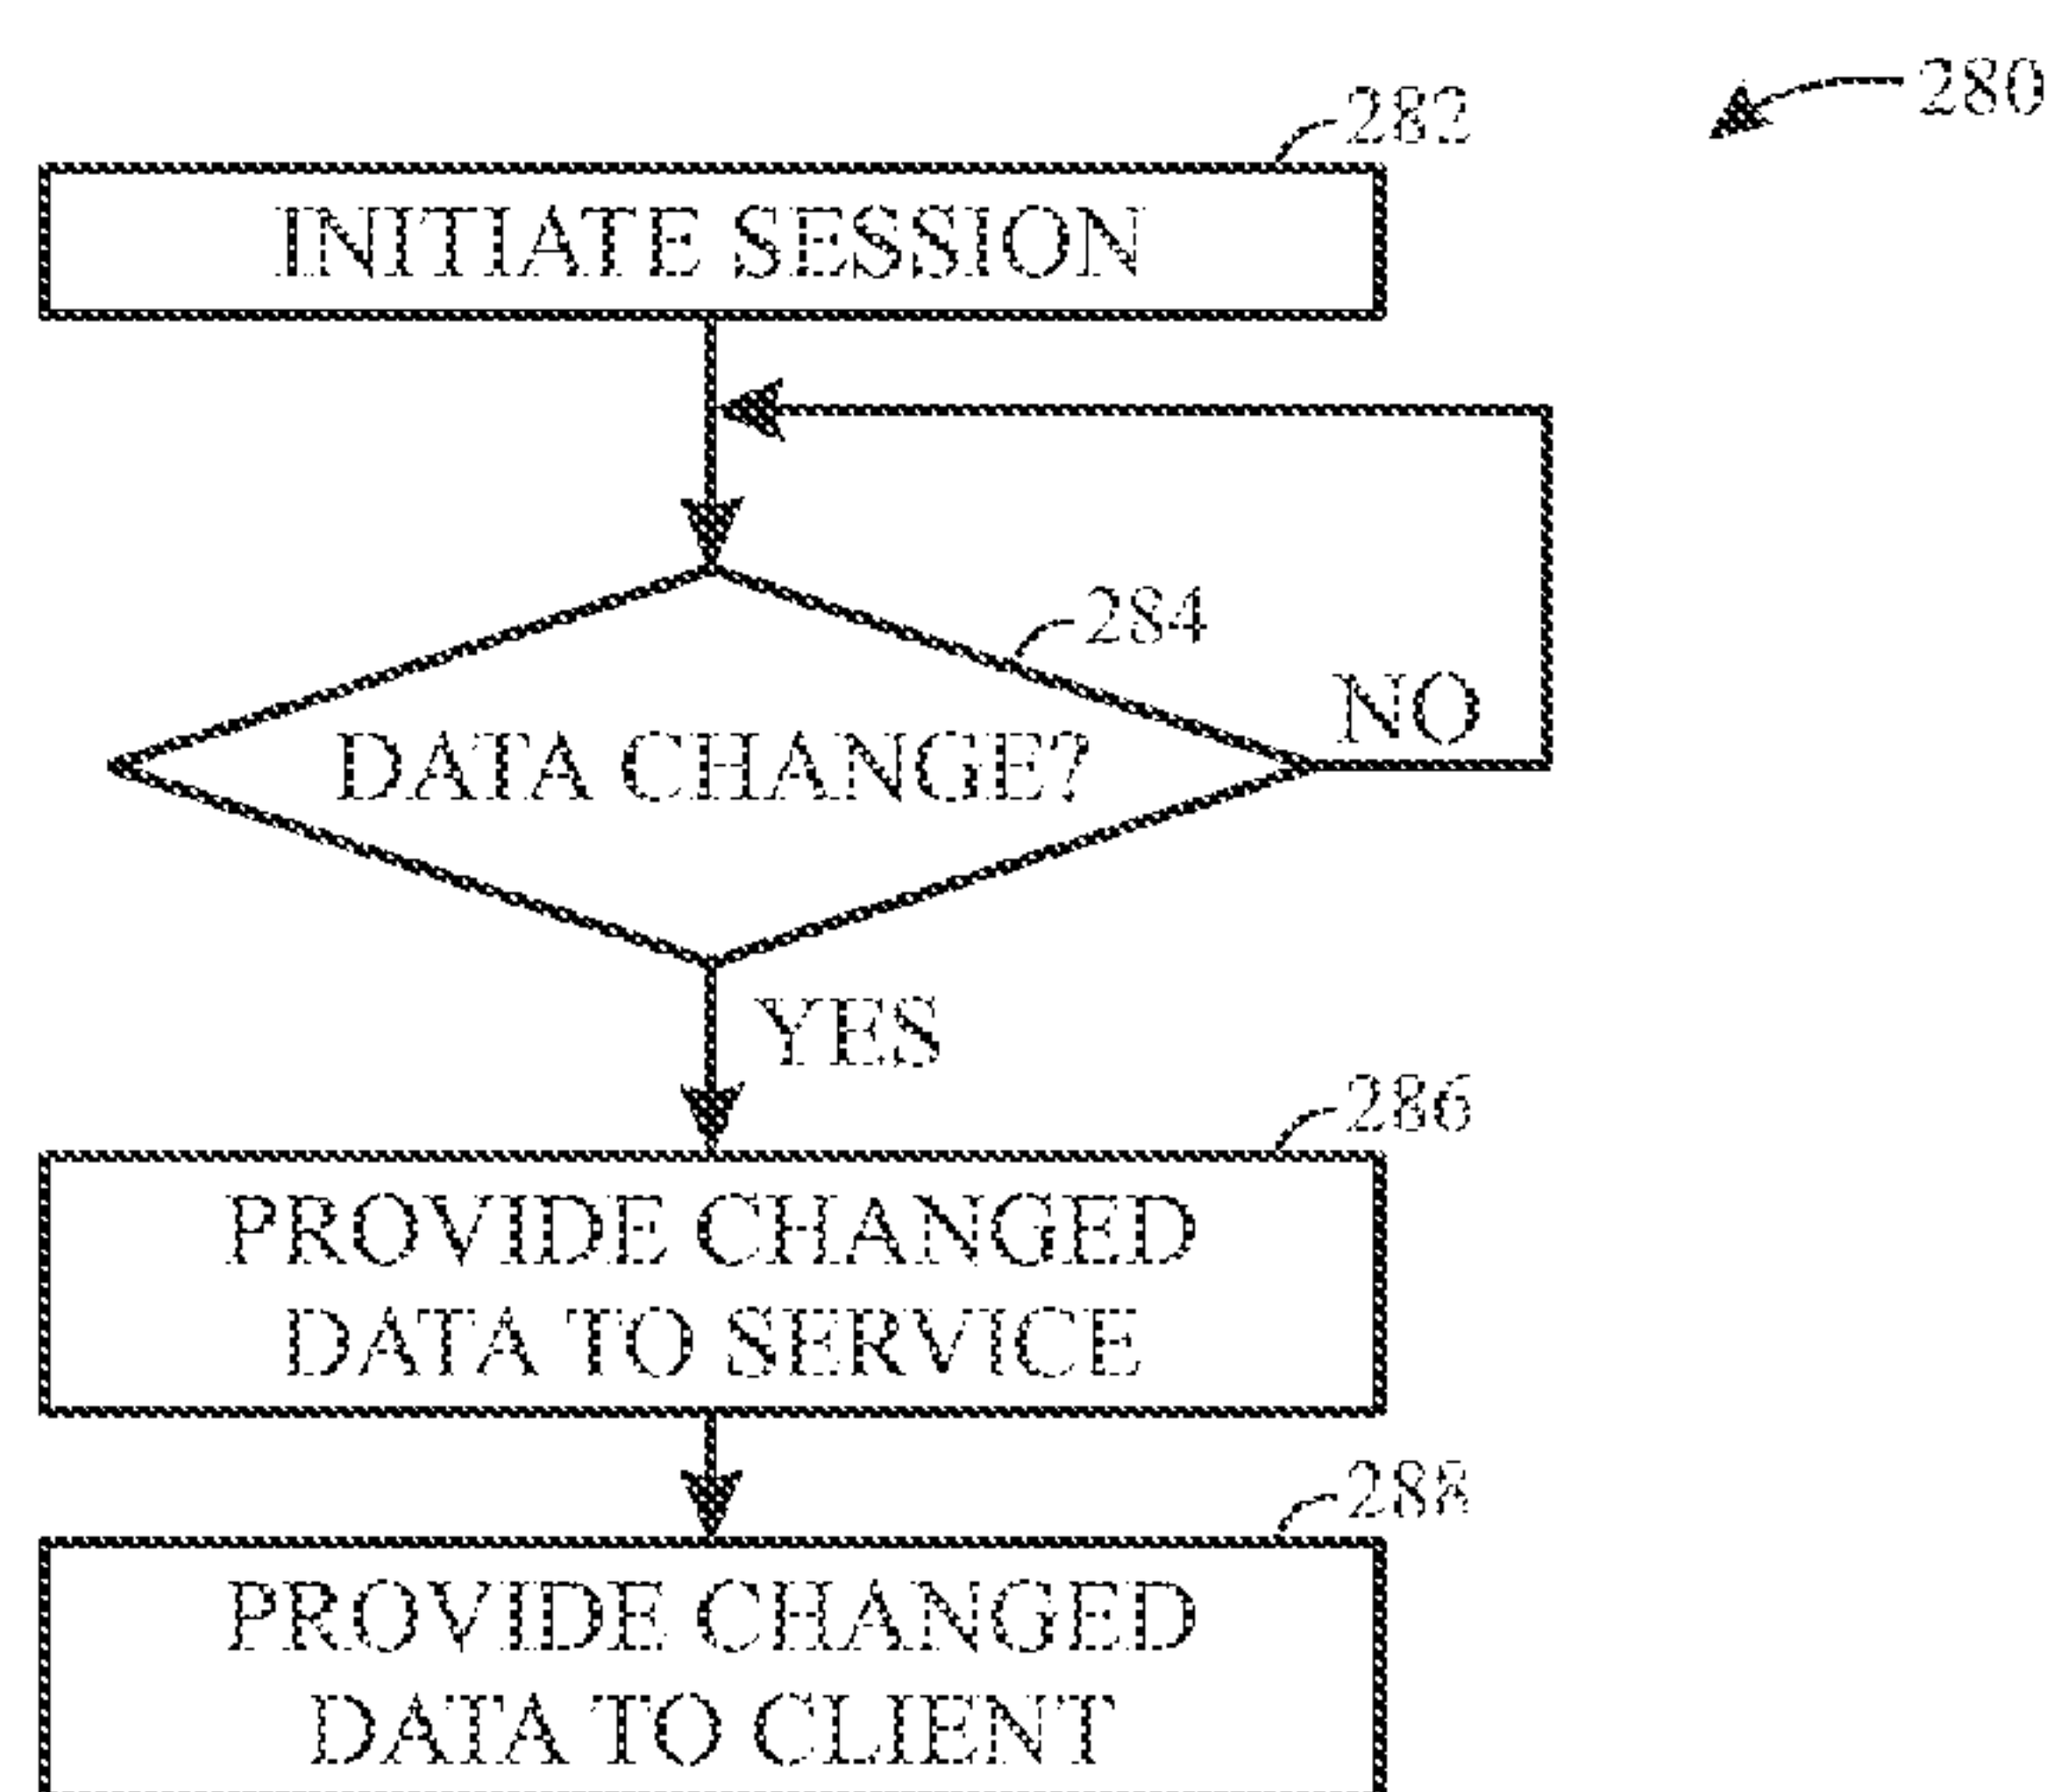 280
282
INITIATE SESSION
284
NO
DATA CHANGE?
YES
286
PROVIDE CHANGED
DATA TO SERVICE
288
PROVIDE CHANGED
DATA TO CLIENT